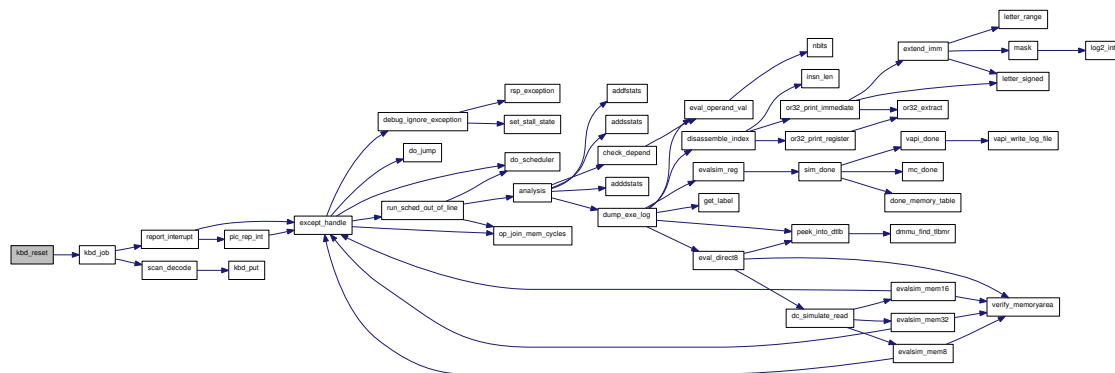 kbd_reset
kbd_job
report_interrupt
scan_decode
pic_rep_int
kbd_put
except_handle
debug_ignore_exception
do_jump
run_sched_out_of_line
rsp_exception
set_stall_state
do_scheduler
analysis
op_join_mem_cycles
addfstats
addsstats
check_depend
adddstats
dump_exe_log
eval_operand_val
disassemble_index
evalsim_reg
get_label
eval_direct8
nbits
insn_len
or32_print_immediate
or32_print_register
sim_done
peek_into_dtlb
dc_simulate_read
extend_imm
or32_extract
vapi_done
mc_done
done_memory_table
dmmu_find_tlbmr
evalsim_mem16
evalsim_mem32
evalsim_mem8
letter_range
mask
letter_signed
vapi_write_log_file
verify_memoryarea
log2_int